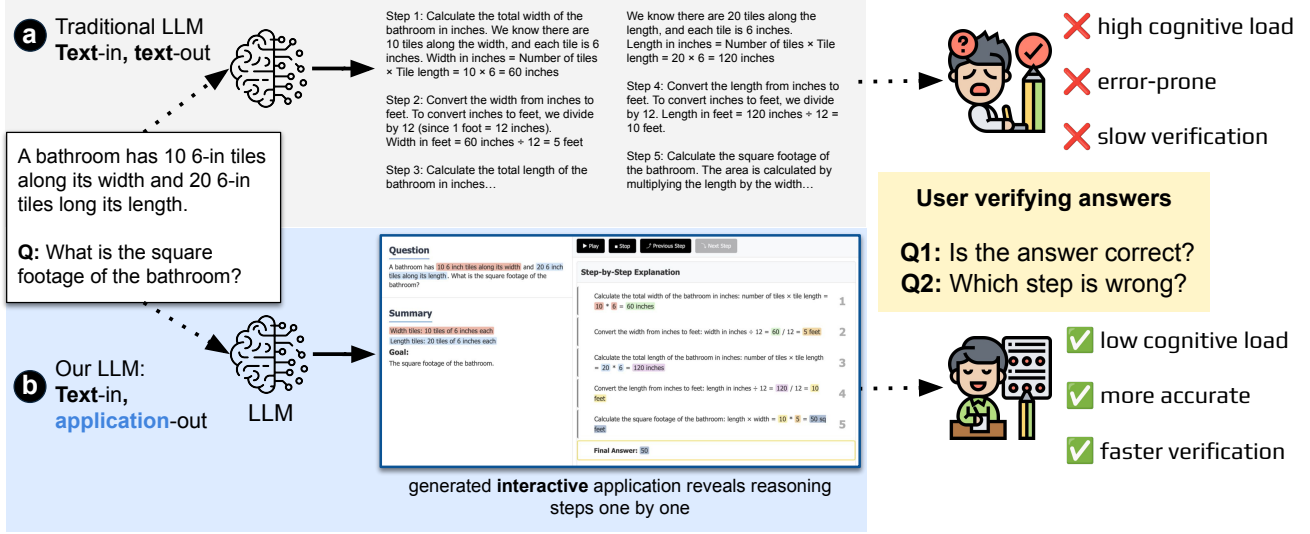 a Traditional LLM
Text-in, text-out
A bathroom has 10 6-in tiles
along its width and 20 6-in
tiles long its length.
Q: What is the square
footage of the bathroom?
Step 1: Calculate the total width of the
bathroom in inches. We know there are
10 tiles along the width, and each tile is 6
inches. Width in inches = Number of tiles
× Tile length = 10 × 6 = 60 inches
Step 2: Convert the width from inches to
feet. To convert inches to feet, we divide
by 12 (since 1 foot = 12 inches).
Width in feet = 60 inches ÷ 12 = 5 feet
Step 3: Calculate the total length of the
bathroom in inches...
We know there are 20 tiles along the
length, and each tile is 6 inches.
Length in inches = Number of tiles × Tile
length = 20 × 6 = 120 inches
Step 4: Convert the length from inches to
feet. To convert inches to feet, we divide
by 12. Length in feet = 120 inches ÷ 12 =
10 feet.
Step 5: Calculate the square footage of
the bathroom. The area is calculated by
multiplying the length by the width...
❌ high cognitive load
❌ error-prone
❌ slow verification
User verifying answers
Q1: Is the answer correct?
Q2: Which step is wrong?
b Our LLM:
Text-in,
application-out
LLM
Question
A bathroom has 10 6 inch tiles along its width and 20 6 inch
tiles along its length. What is the square footage of the
bathroom?
Summary
Width tiles: 10 tiles of 6 inches each
Length tiles: 20 tiles of 6 inches each
Goal:
The square footage of the bathroom.
Play Stop Previous Step Next Step
Step-by-Step Explanation
Calculate the total width of the bathroom in inches: number of tiles × tile length =
10 * 6 = 60 inches 1
Convert the width from inches to feet: width in inches ÷ 12 = 60 / 12 = 5 feet 2
Calculate the total length of the bathroom in inches: number of tiles × tile length
= 20 * 6 = 120 inches 3
Convert the length from inches to feet: length in inches ÷ 12 = 120 / 12 = 10
feet 4
Calculate the square footage of the bathroom: length × width = 10 * 5 = 50 sq
feet 5
Final Answer: 50
generated interactive application reveals reasoning
steps one by one
✅ low cognitive load
✅ more accurate
✅ faster verification